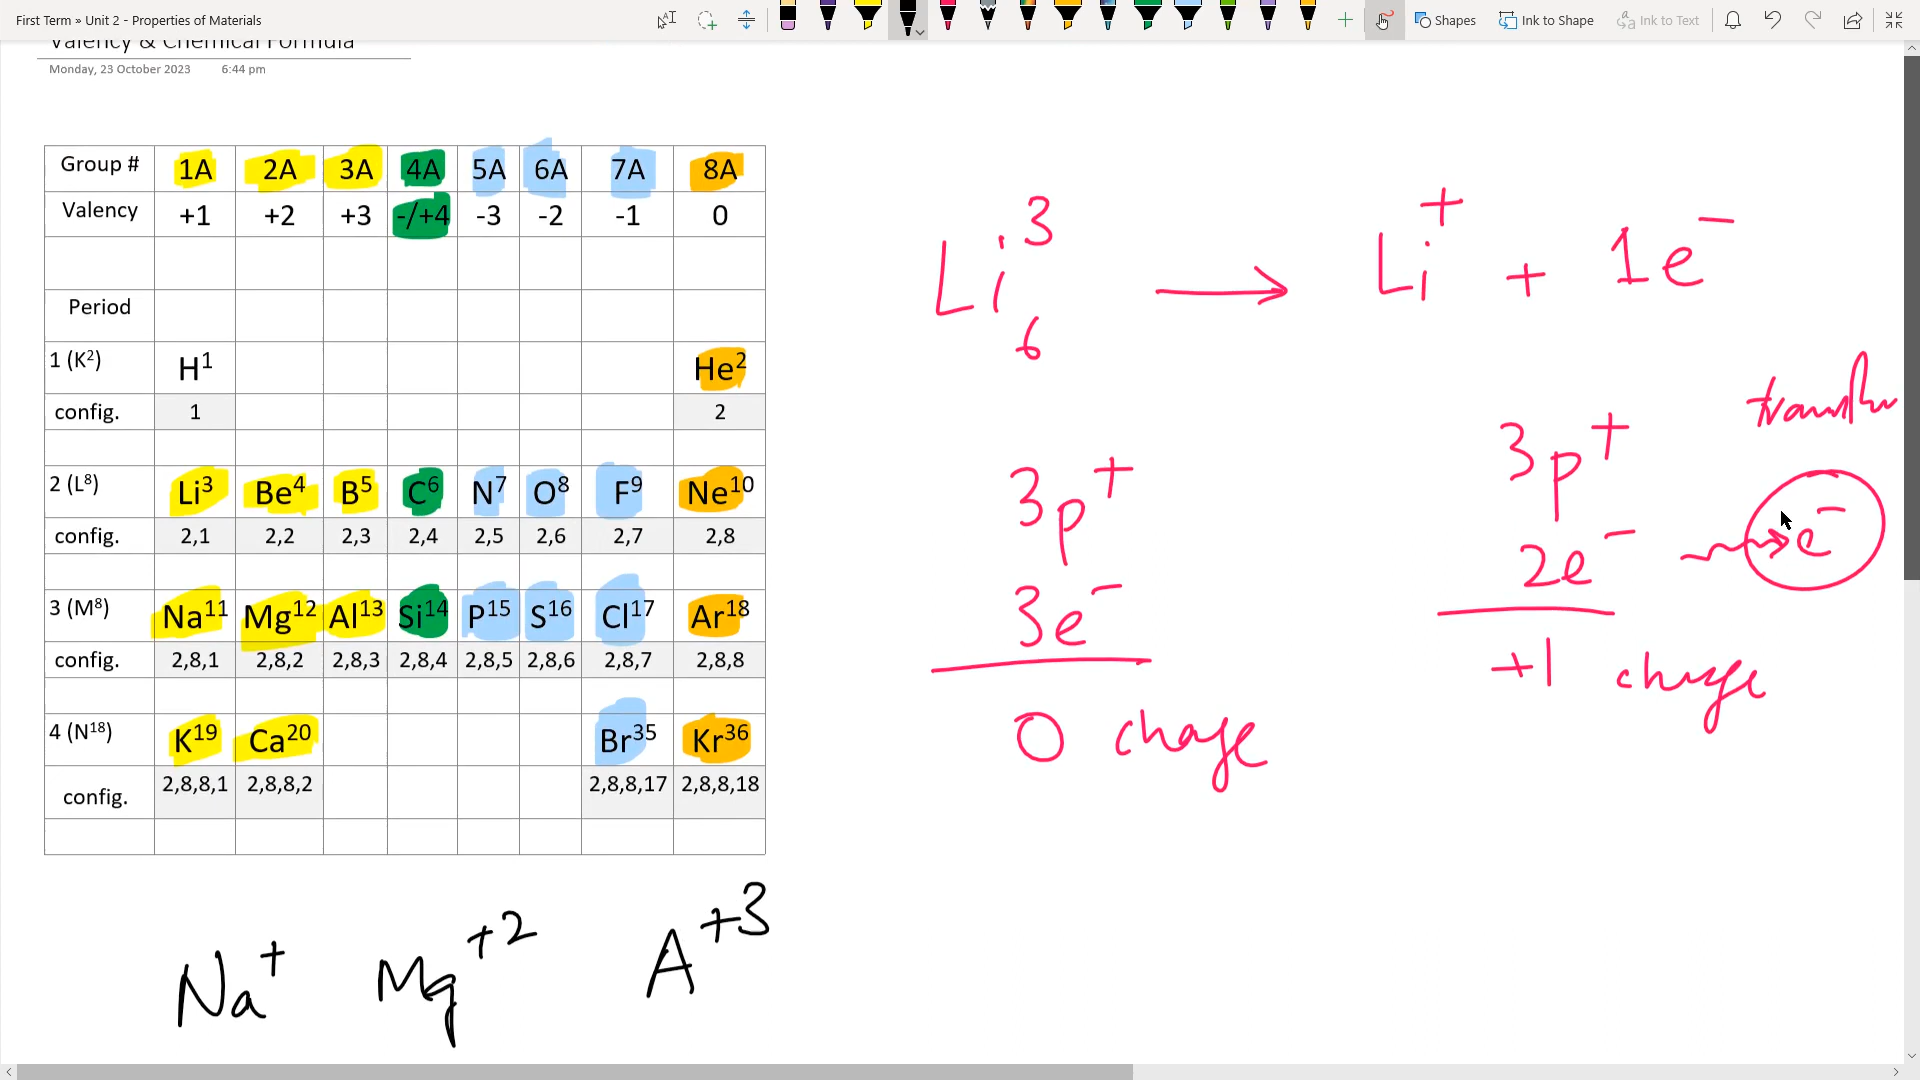 First Term » Unit 2 - Properties of Materials
Shapes Ink to Shape Ink to Text
Valency & Chemical Formula
Monday, 23 October 2023 6:44 pm
Group # 1A 2A 3A 4A 5A 6A 7A 8A
Valency +1 +2 +3 -/+4 -3 -2 -1 0
Period
1 (K²) H¹ He²
config. 1 2
2 (L⁸) Li³ Be⁴ B⁵ C⁶ N⁷ O⁸ F⁹ Ne¹⁰
config. 2,1 2,2 2,3 2,4 2,5 2,6 2,7 2,8
3 (M⁸) Na¹¹ Mg¹² Al¹³ Si¹⁴ P¹⁵ S¹⁶ Cl¹⁷ Ar¹⁸
config. 2,8,1 2,8,2 2,8,3 2,8,4 2,8,5 2,8,6 2,8,7 2,8,8
4 (N¹⁸) K¹⁹ Ca²⁰ Br³⁵ Kr³⁶
config. 2,8,8,1 2,8,8,2 2,8,8,17 2,8,8,18
Na⁺ Mg⁺² A⁺³
Li³₆ → Li⁺ + 1e⁻
3p⁺
3e⁻
0 charge
3p⁺
2e⁻
+1 charge
e⁻